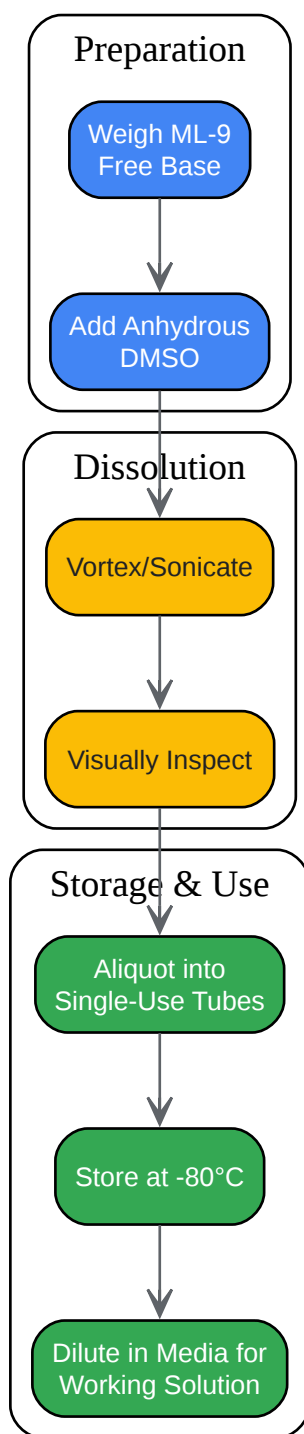 Preparation
Weigh ML-9
Free Base
Add Anhydrous
DMSO
Dissolution
Vortex/Sonicate
Visually Inspect
Storage & Use
Aliquot into
Single-Use Tubes
Store at -80°C
Dilute in Media for
Working Solution